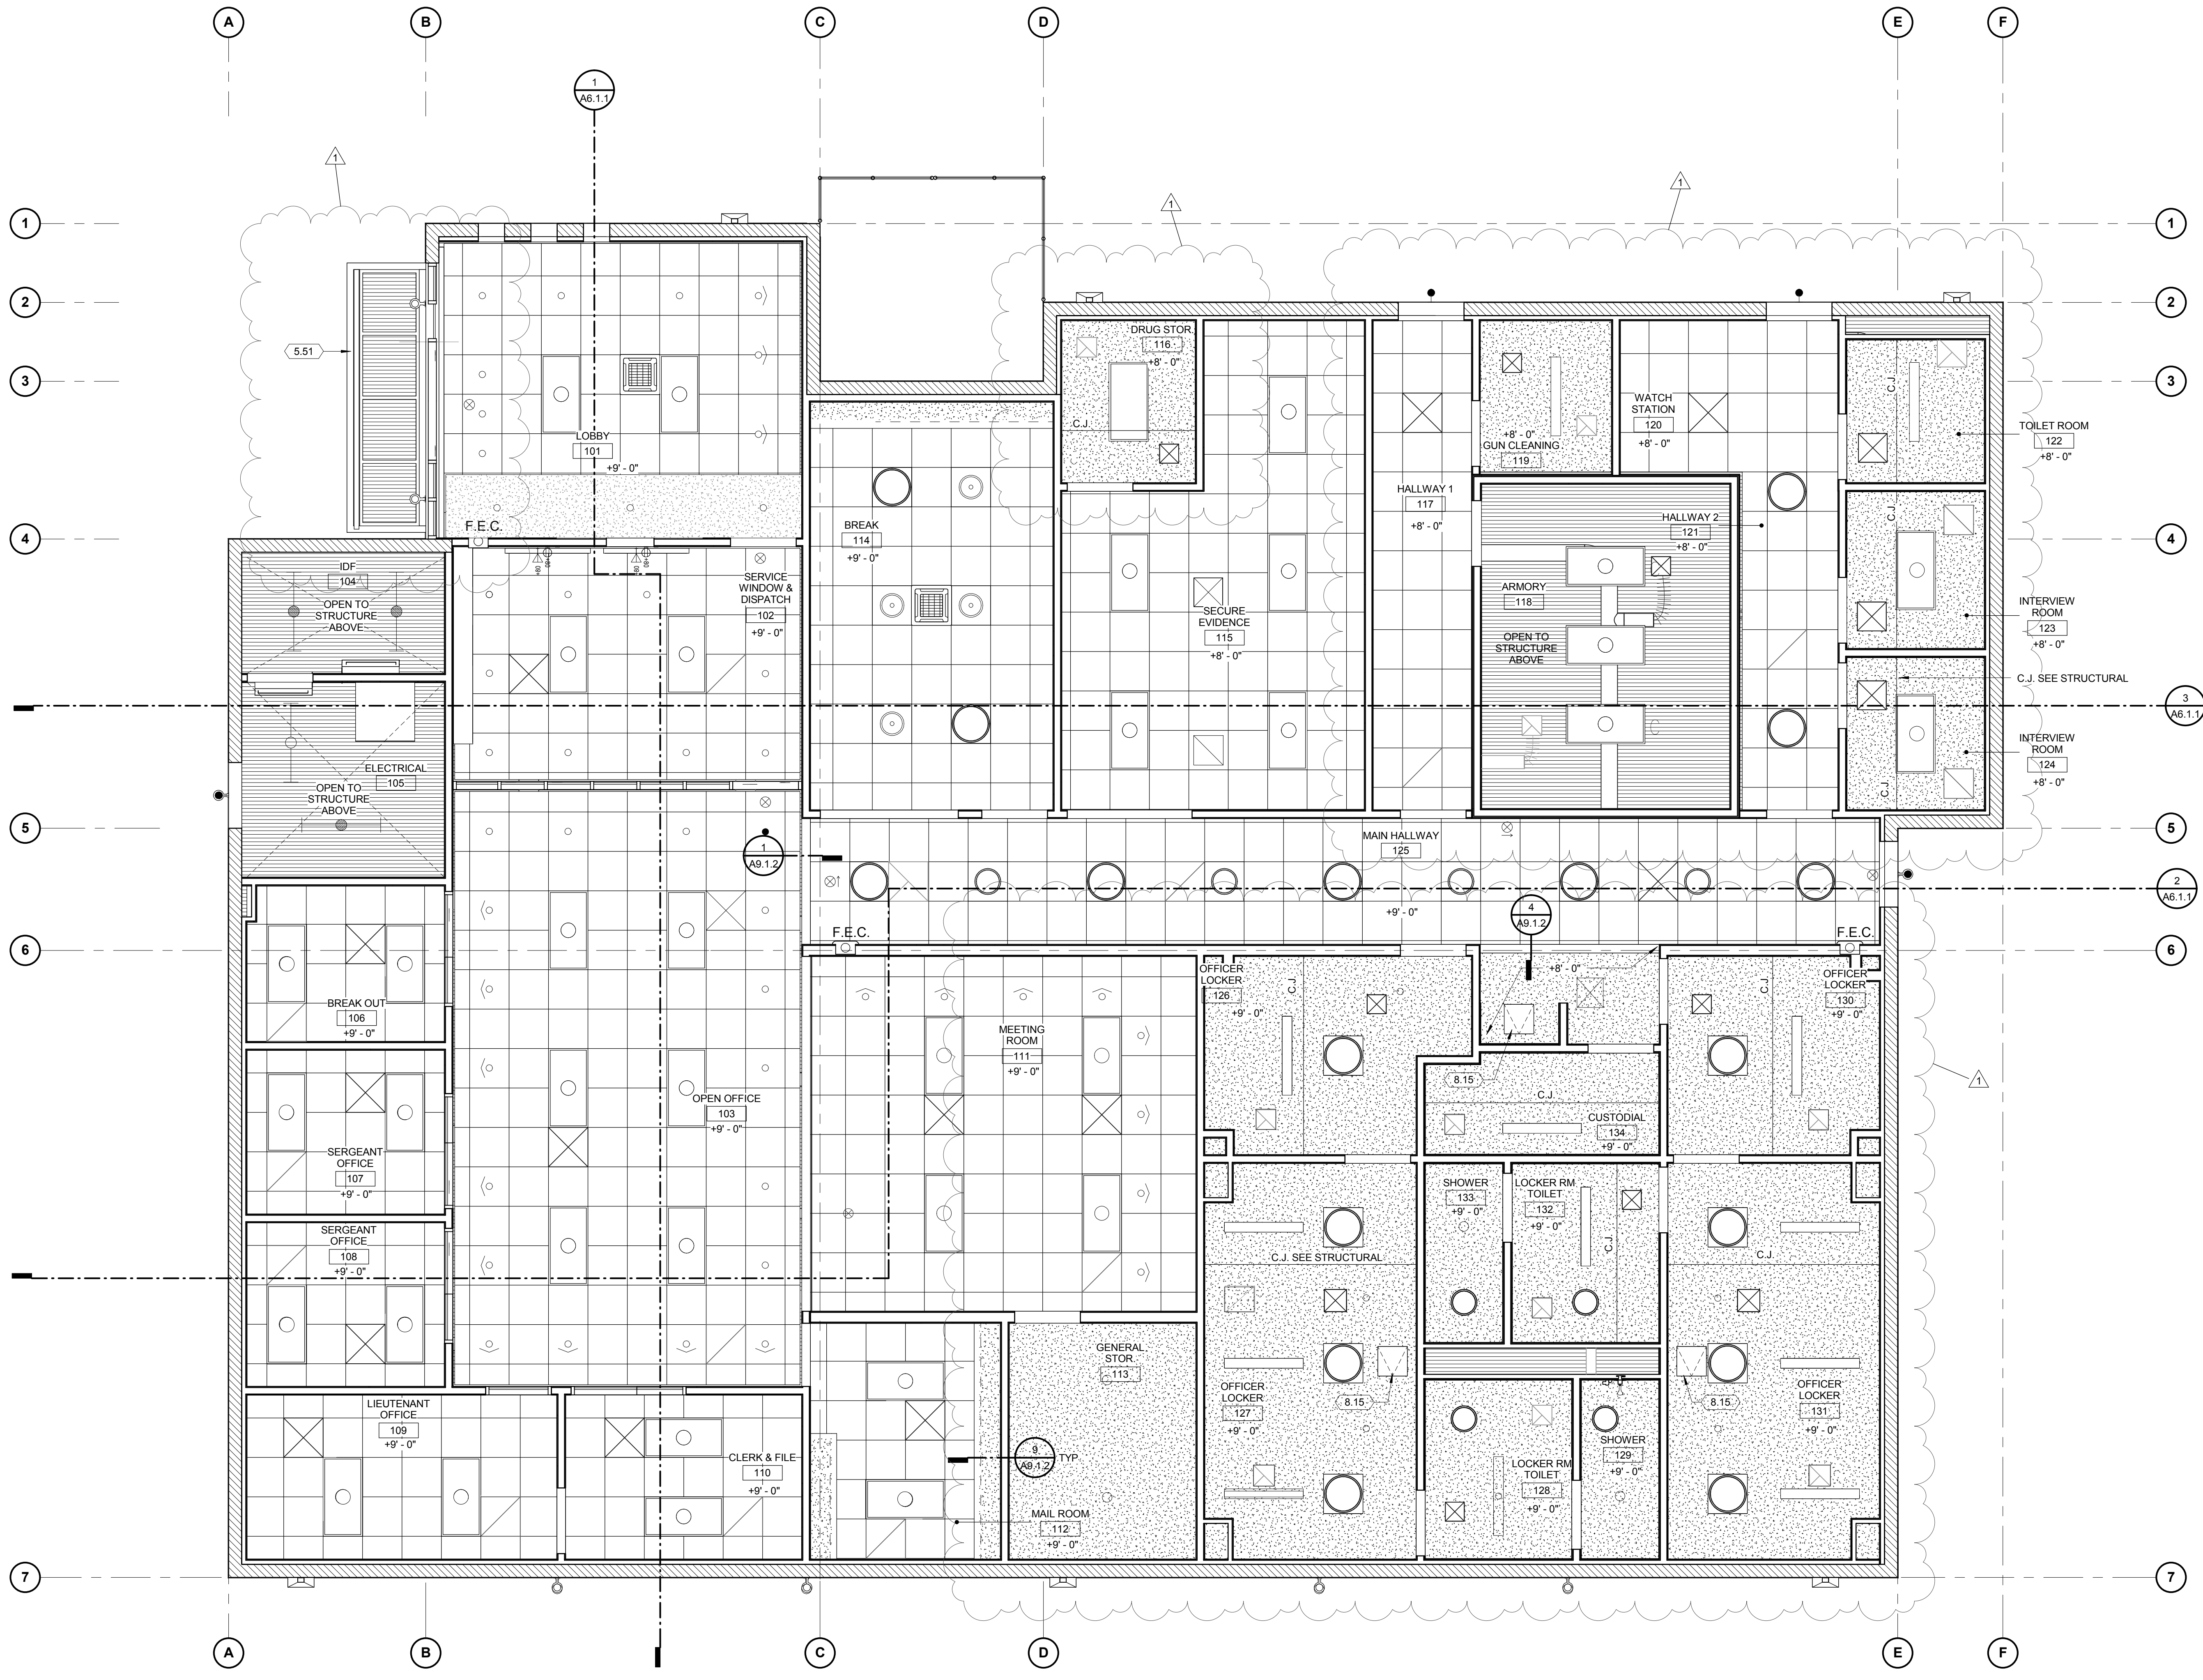 A
B
C
D
E
F
1
A6.1.1
1
1
1
1
1
2
2
3
3
4
4
5
5
6
6
7
7
5.51
LOBBY
101
+9' - 0"
F.E.C.
DRUG STOR.
116
+8' - 0"
C.J.
+8' - 0"
GUN CLEANING
119
WATCH
STATION
120
+8' - 0"
C.J.
TOILET ROOM
122
+8' - 0"
HALLWAY 1
117
+8' - 0"
HALLWAY 2
121
+8' - 0"
C.J.
BREAK
114
+9' - 0"
IDF
104
OPEN TO
STRUCTURE
ABOVE
+80
+80
+80
+80
SERVICE
WINDOW &
DISPATCH
102
+9' - 0"
SECURE
EVIDENCE
115
+8' - 0"
ARMORY
118
OPEN TO
STRUCTURE
ABOVE
INTERVIEW
ROOM
123
+8' - 0"
C.J. SEE STRUCTURAL
3
A6.1.1
INTERVIEW
ROOM
124
+8' - 0"
C.J.
ELECTRICAL
105
OPEN TO
STRUCTURE
ABOVE
1
A9.1.2
MAIN HALLWAY
125
+9' - 0"
2
A6.1.1
4
A9.1.2
F.E.C.
F.E.C.
BREAK OUT
106
+9' - 0"
OFFICER
LOCKER
126
+9' - 0"
C.J.
+8' - 0"
C.J.
OFFICER
LOCKER
130
+9' - 0"
MEETING
ROOM
111
+9' - 0"
8.15
C.J.
CUSTODIAL
134
+9' - 0"
1
OPEN OFFICE
103
+9' - 0"
SERGEANT
OFFICE
107
+9' - 0"
SHOWER
133
+9' - 0"
LOCKER RM
TOILET
132
+9' - 0"
C.J.
SERGEANT
OFFICE
108
+9' - 0"
C.J. SEE STRUCTURAL
C.J.
GENERAL
STOR.
113
OFFICER
LOCKER
127
+9' - 0"
8.15
8.15
OFFICER
LOCKER
131
+9' - 0"
LIEUTENANT
OFFICE
109
+9' - 0"
CLERK & FILE
110
+9' - 0"
9
A9.1.2
TYP
SHOWER
129
+9' - 0"
LOCKER RM
TOILET
128
+9' - 0"
MAIL ROOM
112
+9' - 0"
A
B
C
D
E
F